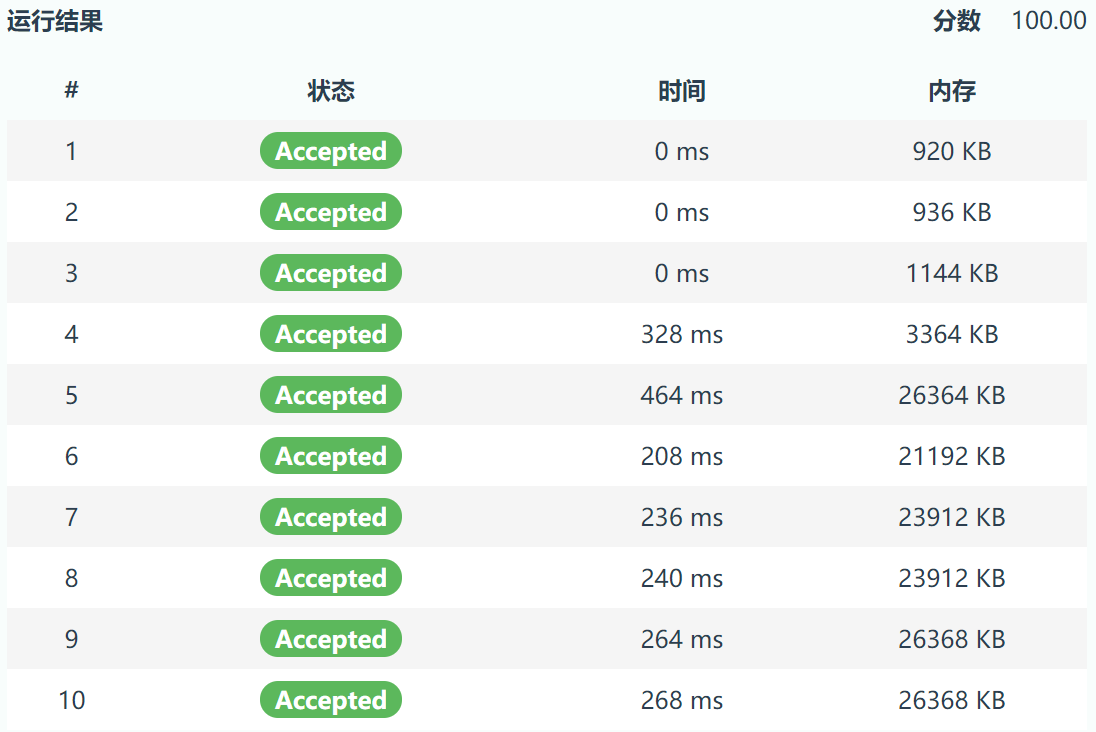 运行结果 分数 100.00
# 状态 时间 内存
1 Accepted 0 ms 920 KB
2 Accepted 0 ms 936 KB
3 Accepted 0 ms 1144 KB
4 Accepted 328 ms 3364 KB
5 Accepted 464 ms 26364 KB
6 Accepted 208 ms 21192 KB
7 Accepted 236 ms 23912 KB
8 Accepted 240 ms 23912 KB
9 Accepted 264 ms 26368 KB
10 Accepted 268 ms 26368 KB